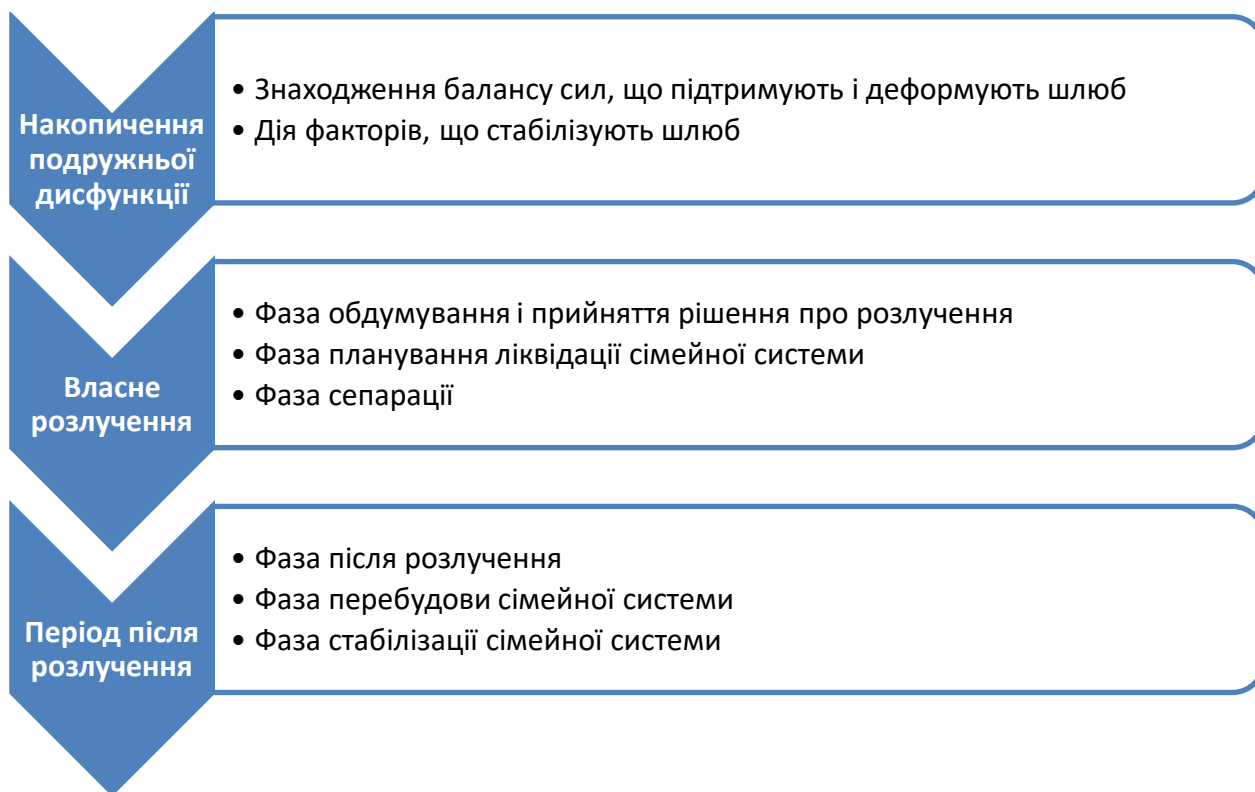 Накопичення
подружньої
дисфункції
• Знаходження балансу сил, що підтримують і деформують шлюб
• Дія факторів, що стабілізують шлюб
Власне
розлучення
• Фаза обдумування і прийняття рішення про розлучення
• Фаза планування ліквідації сімейної системи
• Фаза сепарації
Період після
розлучення
• Фаза після розлучення
• Фаза перебудови сімейної системи
• Фаза стабілізації сімейної системи